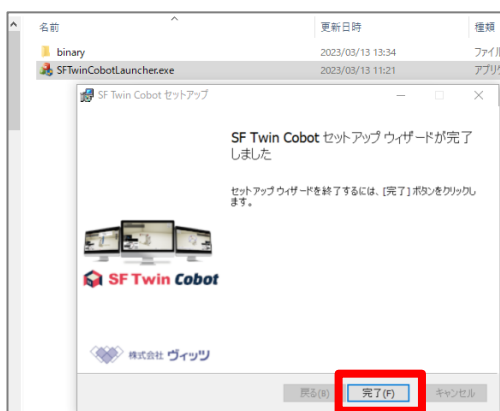 名前 更新日時 種類
binary 2023/03/13 13:34 ファイル
SFTwinCobotLauncher.exe 2023/03/13 11:21 アプリ
SF Twin Cobot セットアップ
SF Twin Cobot セットアップ ウィザードが完了
しました
セットアップ ウィザードを終了するには、[完了] ボタンをクリックし
ます。
SF Twin Cobot
株式会社 ヴィッツ
戻る(B) 完了(F) キャンセル